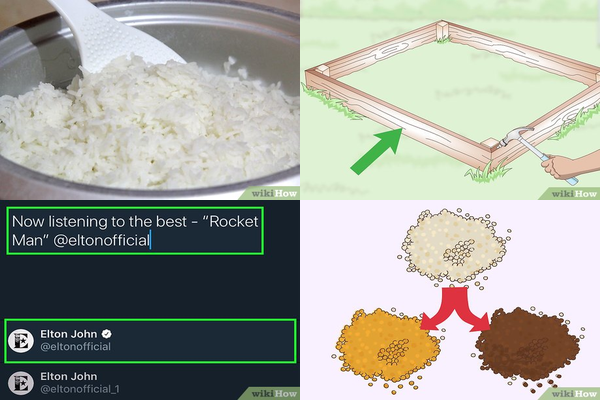 wikiHow
wikiHow
Now listening to the best - “Rocket
Man” @eltonofficial
Elton John
@eltonofficial
Elton John
@eltonofficial_1
wikiHow
wikiHow